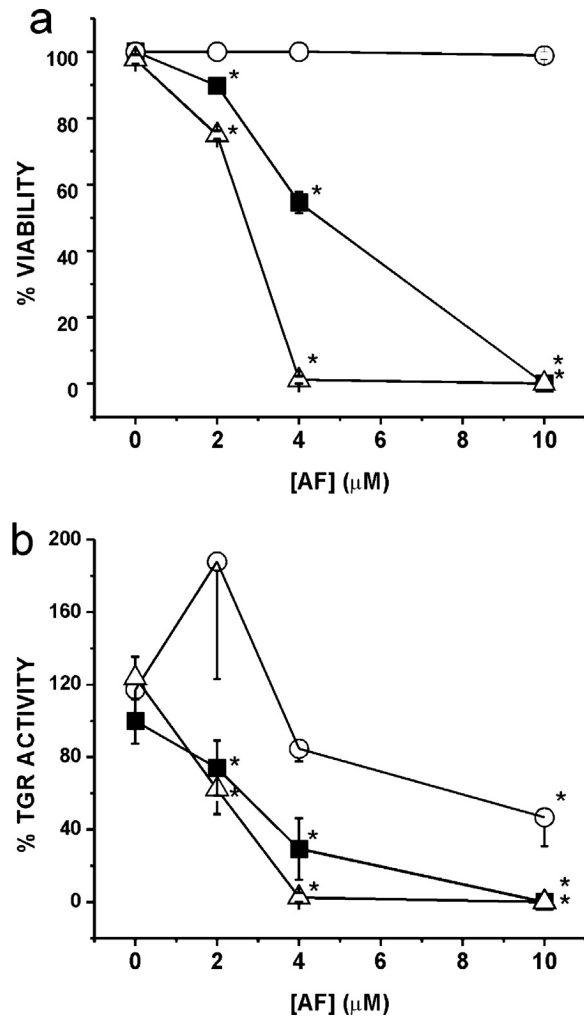 a
100
80
60
40
20
0
% VIABILITY
* * * * * *
0 2 4 6 8 10
[AF] (μM)
b
200
160
120
80
40
0
% TGR ACTIVITY
* * * * * * *
0 2 4 6 8 10
[AF] (μM)